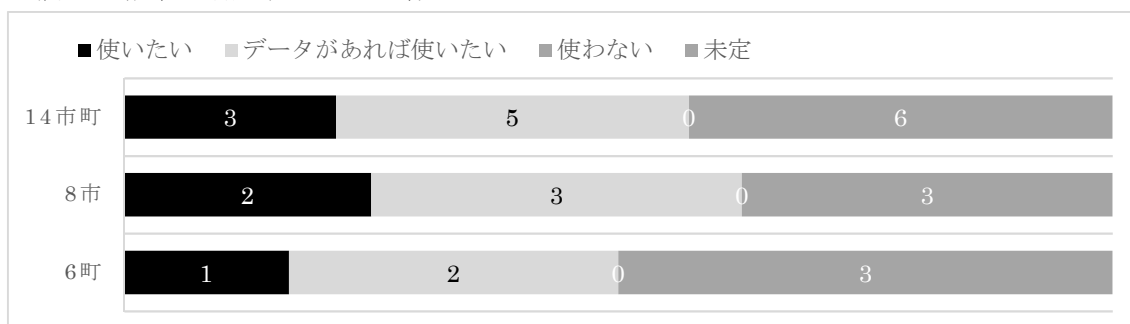 使いたい データがあれば使いたい 使わない 未定
14市町 3 5 0 6
8市 2 3 0 3
6町 1 2 0 3